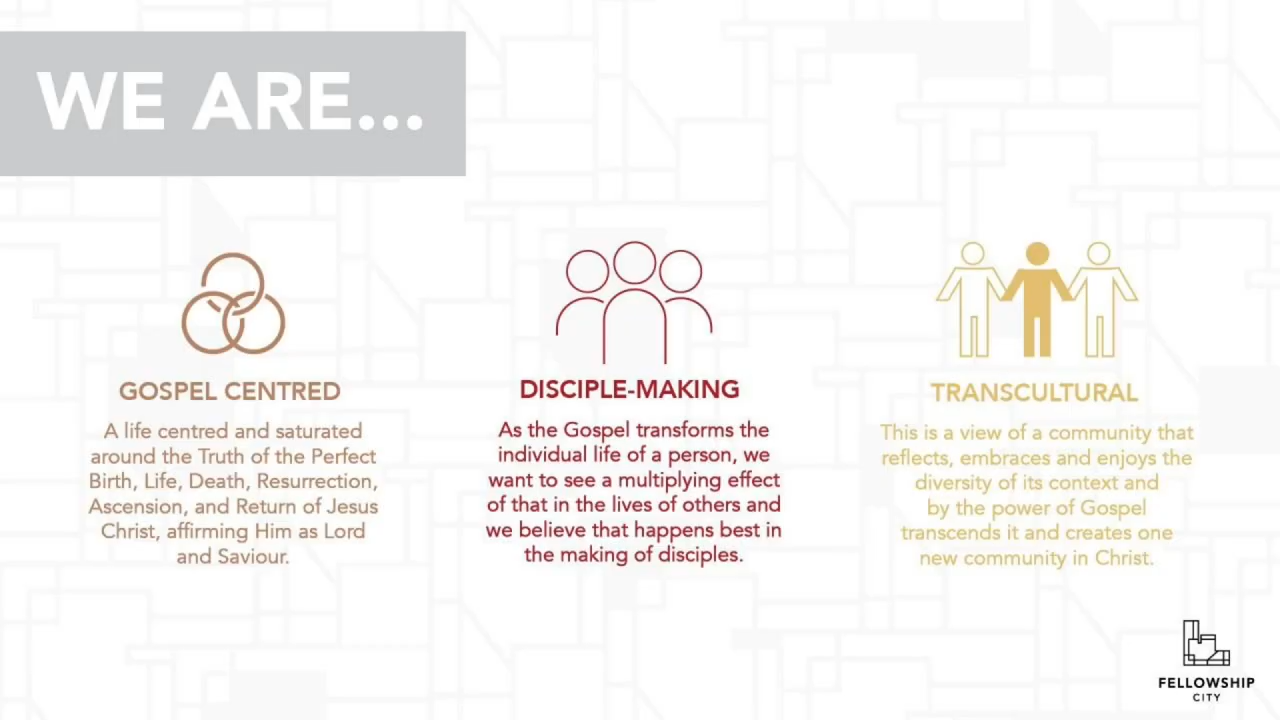 WE ARE...
GOSPEL CENTRED
A life centred and saturated
around the Truth of the Perfect
Birth, Life, Death, Resurrection,
Ascension, and Return of Jesus
Christ, affirming Him as Lord
and Saviour.
DISCIPLE-MAKING
As the Gospel transforms the
individual life of a person, we
want to see a multiplying effect
of that in the lives of others and
we believe that happens best in
the making of disciples.
TRANSCULTURAL
This is a view of a community that
reflects, embraces and enjoys the
diversity of its context and
by the power of Gospel
transcends it and creates one
new community in Christ.
FELLOWSHIP
CITY